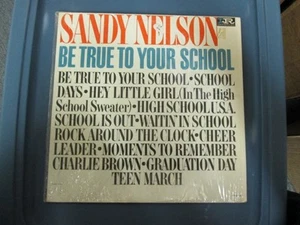 SANDY NELSON
BE TRUE TO YOUR SCHOOL
BE TRUE TO YOUR SCHOOL • SCHOOL
DAYS • HEY LITTLE GIRL (In The High
School Sweater) • HIGH SCHOOL U.S.A.
SCHOOL IS OUT • WAITIN' IN SCHOOL
ROCK AROUND THE CLOCK • CHEER
LEADER • MOMENTS TO REMEMBER
CHARLIE BROWN • GRADUATION DAY
TEEN MARCH